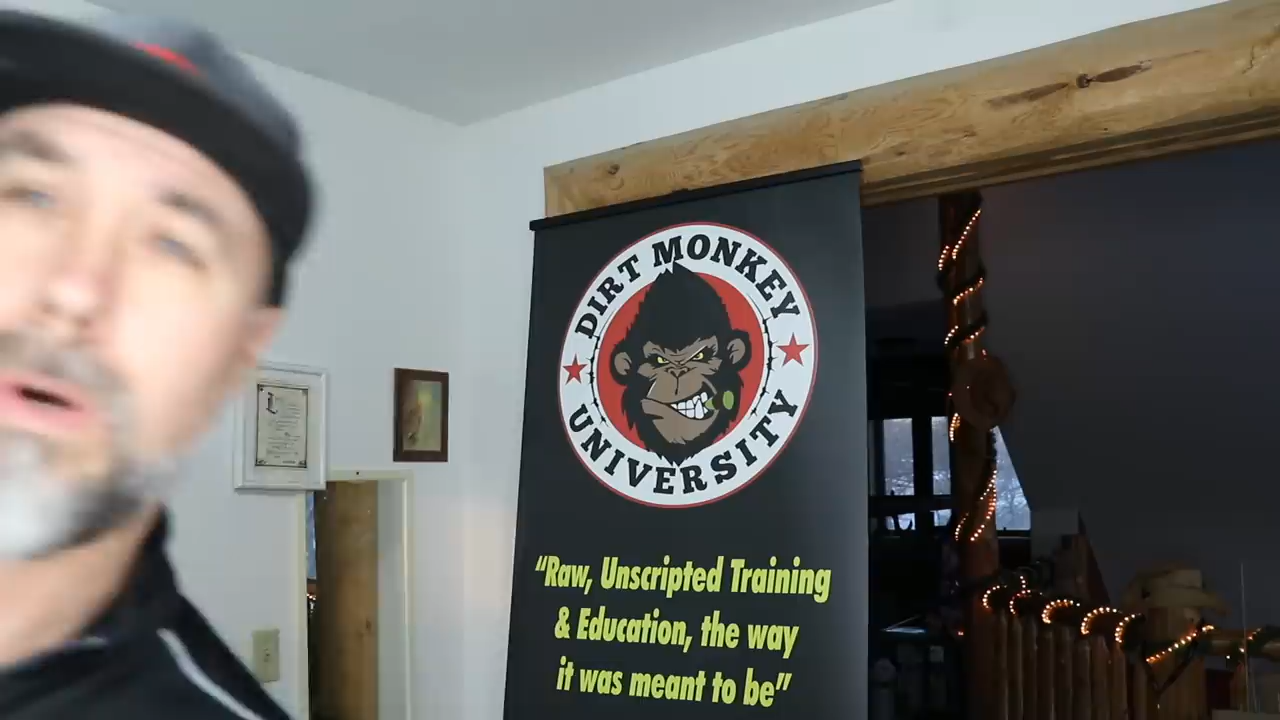 DIRT MONKEY
UNIVERSITY
“Raw, Unscripted Training
& Education, the way
it was meant to be”